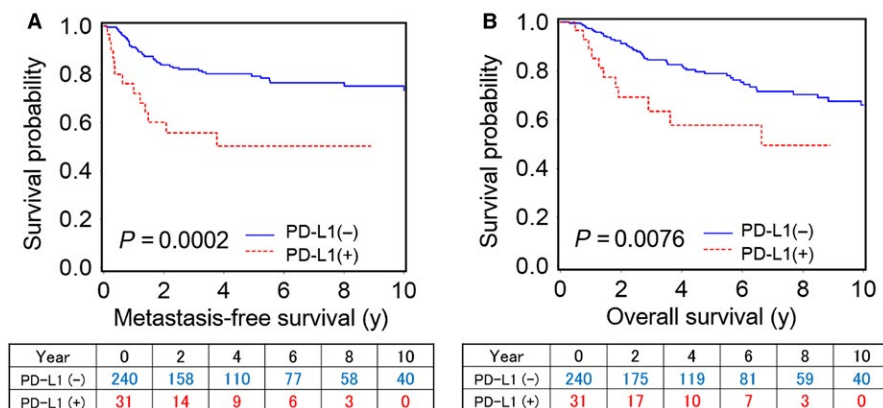 A
Survival probability
1.0
0.8
0.6
0.4
0.2
0.0
P = 0.0002
PD-L1(–)
PD-L1(+)
0 2 4 6 8 10
Metastasis-free survival (y)
Year 0 2 4 6 8 10
PD-L1 (-) 240 158 110 77 58 40
PD-L1 (+) 31 14 9 6 3 0
B
Survival probability
1.0
0.8
0.6
0.4
0.2
0.0
P = 0.0076
PD-L1(–)
PD-L1(+)
0 2 4 6 8 10
Overall survival (y)
Year 0 2 4 6 8 10
PD-L1 (-) 240 175 119 81 59 40
PD-L1 (+) 31 17 10 7 3 0